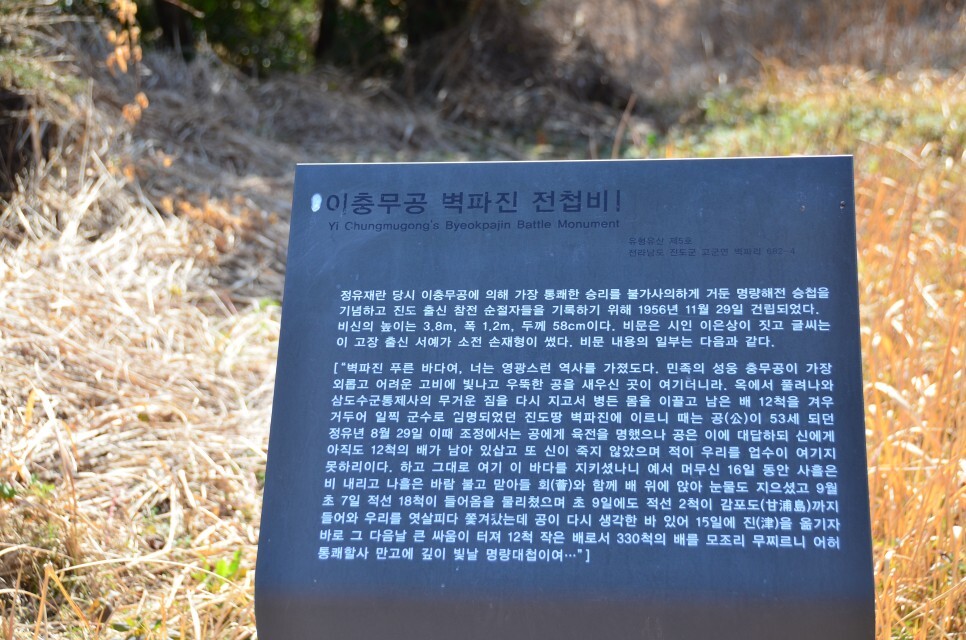 이충무공 벽파진 전첩비!
Yi Chungmugong's Byeokpajin Battle Monument
유형유산 제5호
전라남도 진도군 고군면 벽파리 682-4
정유재란 당시 이충무공에 의해 가장 통쾌한 승리를 불가사의하게 거둔 명량해전 승첩을
기념하고 진도 출신 참전 순절자들을 기록하기 위해 1956년 11월 29일 건립되었다.
비신의 높이는 3.8m, 폭 1.2m, 두께 58cm이다. 비문은 시인 이은상이 짓고 글씨는
이 고장 출신 서예가 소전 손재형이 썼다. 비문 내용의 일부는 다음과 같다.
["벽파진 푸른 바다여, 너는 영광스런 역사를 가졌도다. 민족의 성웅 충무공이 가장
외롭고 어려운 고비에 빛나고 우뚝한 공을 새우신 곳이 여기더니라. 옥에서 풀려나와
삼도수군통제사의 무거운 짐을 다시 지고서 병든 몸을 이끌고 남은 배 12척을 겨우
거두어 일찍 군수로 임명되었던 진도땅 벽파진에 이르니 때는 공(公)이 53세 되던
정유년 8월 29일 이때 조정에서는 공에게 육전을 명했으나 공은 이에 대답하되 신에게
아직도 12척의 배가 남아 있삽고 또 신이 죽지 않았으며 적이 우리를 업수이 여기지
못하리이다. 하고 그대로 여기 이 바다를 지키셨나니 예서 머무신 16일 동안 사흘은
비 내리고 나흘은 바람 불고 맏아들 회(薈)와 함께 배 위에 앉아 눈물도 지으셨고 9월
초 7일 적선 18척이 들어옴을 물리쳤으며 초 9일에도 적선 2척이 감포도(甘浦島)까지
들어와 우리를 엿살피다 쫓겨갔는데 공이 다시 생각한 바 있어 15일에 진(津)을 옮기자
바로 그 다음날 큰 싸움이 터져 12척 작은 배로서 330척의 배를 모조리 무찌르니 어허
통쾌할사 만고에 깊이 빛날 명량대첩이여…"]